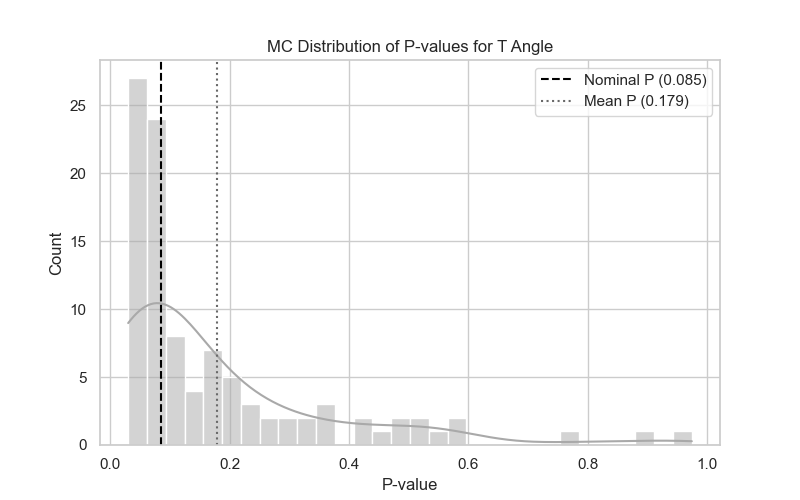 MC Distribution of P-values for T Angle
Nominal P (0.085)
Mean P (0.179)
25
20
15
10
5
0
Count
0.0 0.2 0.4 0.6 0.8 1.0
P-value